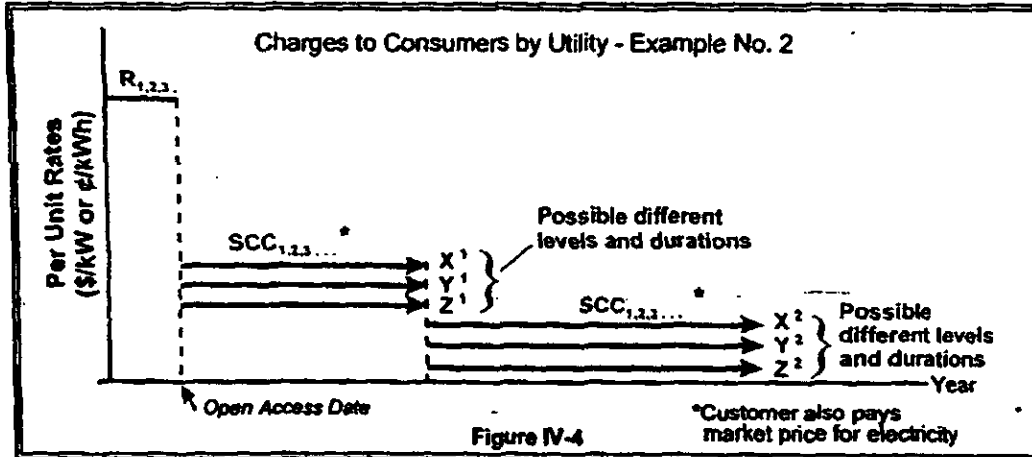 Charges to Consumers by Utility - Example No. 2
R1,2,3...
Per Unit Rates
($/kW or ¢/kWh)
SCC1,2,3... *
X1
Y1
Z1
Possible different
levels and durations
SCC1,2,3... *
X2
Y2
Z2
Possible
different levels
and durations
Year
Open Access Date
*Customer also pays
market price for electricity
Figure IV-4